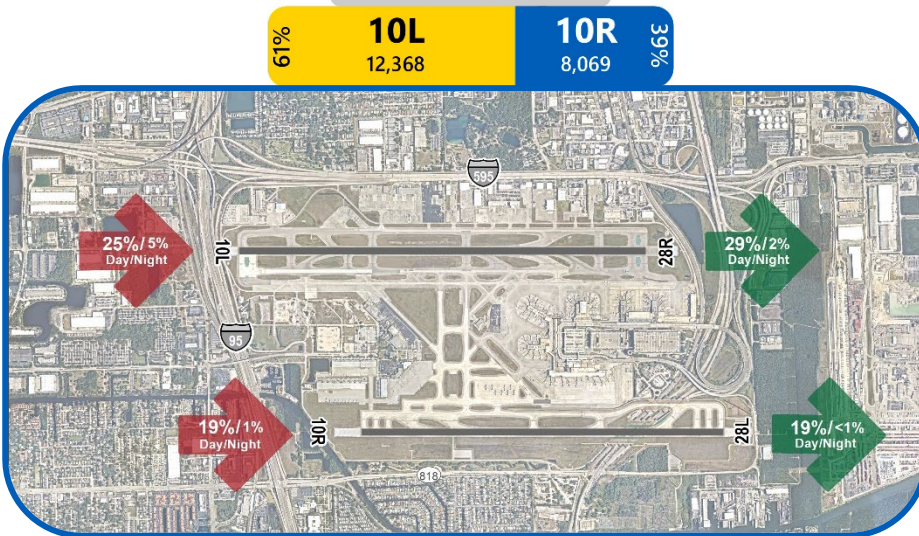 61%
10L
12,368
10R
8,069
39%
595
25%/5%
Day/Night
10L
28R
29%/2%
Day/Night
95
19%/1%
Day/Night
10R
28L
19%/<1%
Day/Night
818